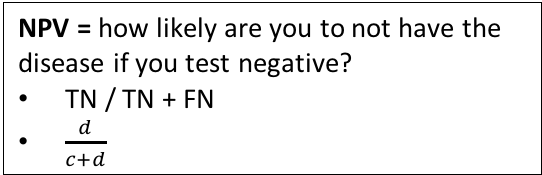 NPV = how likely are you to not have the
disease if you test negative?
• TN / TN + FN
• d
c+d